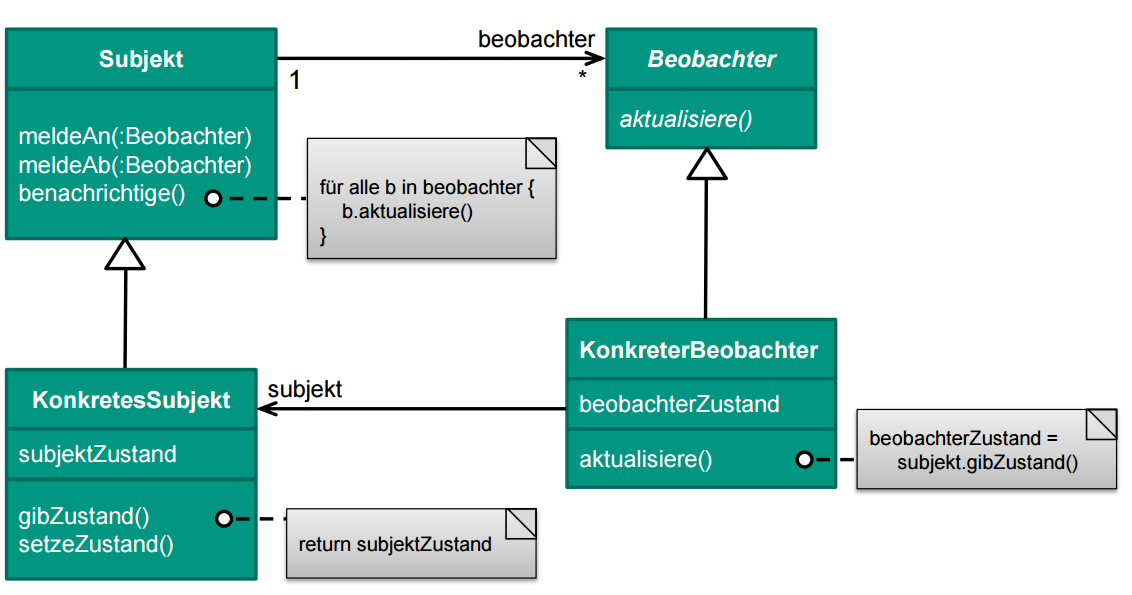 Subjekt
meldeAn(:Beobachter)
meldeAb(:Beobachter)
benachrichtige()
beobachter
1
*
Beobachter
aktualisiere()
für alle b in beobachter {
b.aktualisiere()
}
KonkretesSubjekt
subjektZustand
gibZustand()
setzeZustand()
subjekt
KonkreterBeobachter
beobachterZustand
aktualisiere()
beobachterZustand =
subjekt.gibZustand()
return subjektZustand